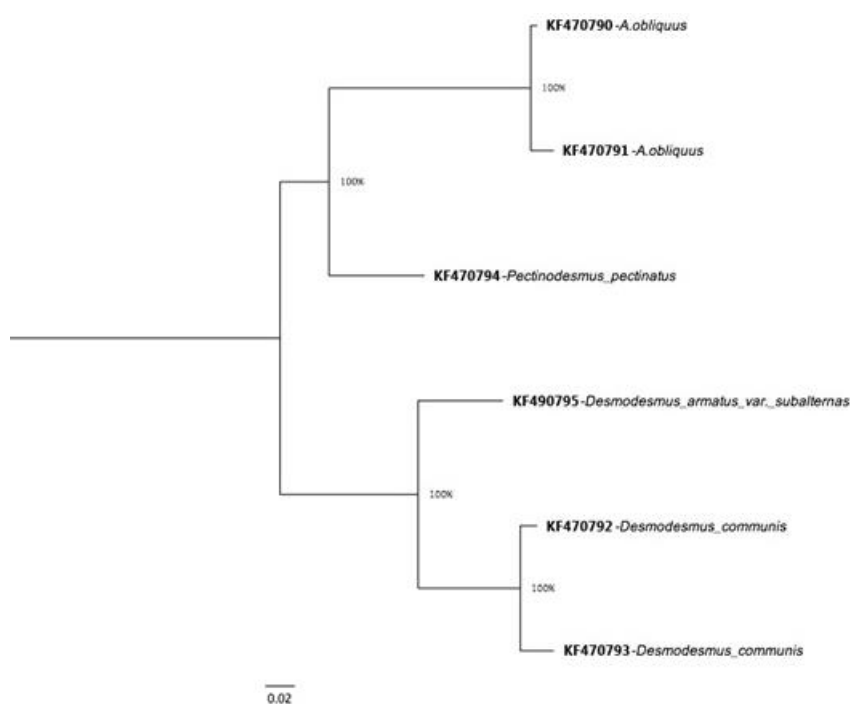 KF470790-A.obliquus
100%
KF470791-A.obliquus
100%
KF470794-Pectinodesmus_pectinatus
KF490795-Desmodesmus_armatus_var._subalternas
100%
KF470792-Desmodesmus_communis
100%
KF470793-Desmodesmus_communis
0.02